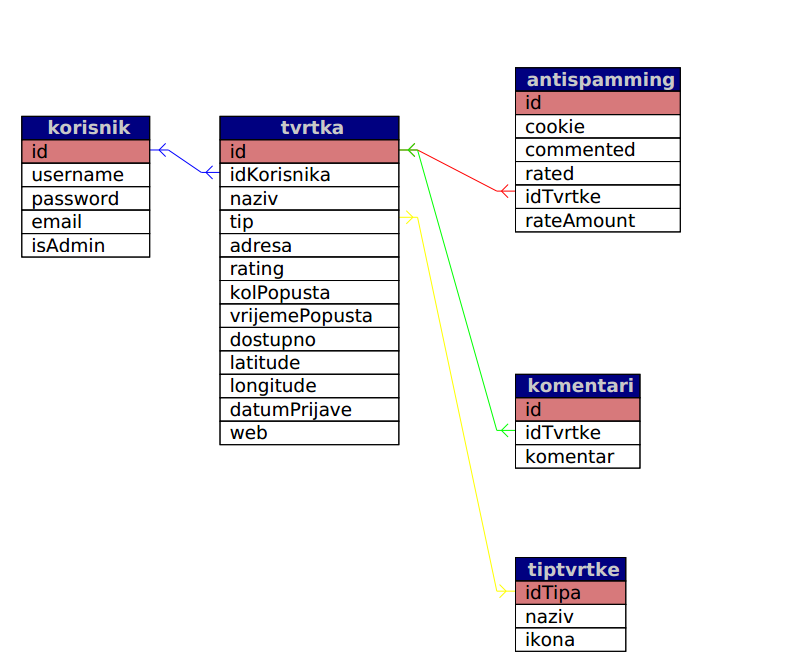 korisnik
id
username
password
email
isAdmin
tvrtka
id
idKorisnika
naziv
tip
adresa
rating
kolPopusta
vrijemePopusta
dostupno
latitude
longitude
datumPrijave
web
antispamming
id
cookie
commented
rated
idTvrtke
rateAmount
komentari
id
idTvrtke
komentar
tiptvrtke
idTipa
naziv
ikona